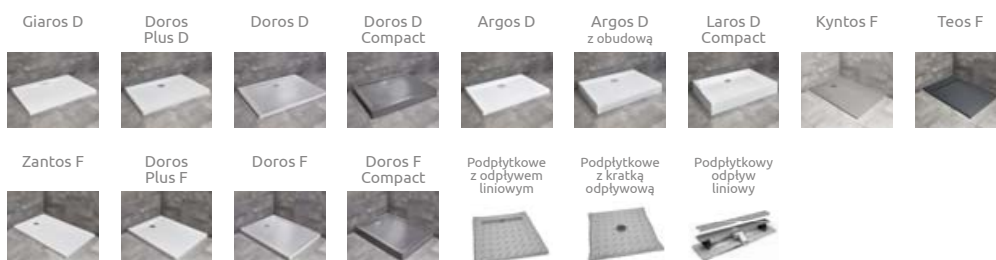 Giaros D
Doros
Plus D
Doros D
Doros D
Compact
Argos D
Argos D
z obudową
Laros D
Compact
Kyntos F
Teos F
Zantos F
Doros
Plus F
Doros F
Doros F
Compact
Podpłytkowe
z odpływem
liniowym
Podpłytkowe
z kratką
odpływową
Podpłytkowy
odpływ
liniowy